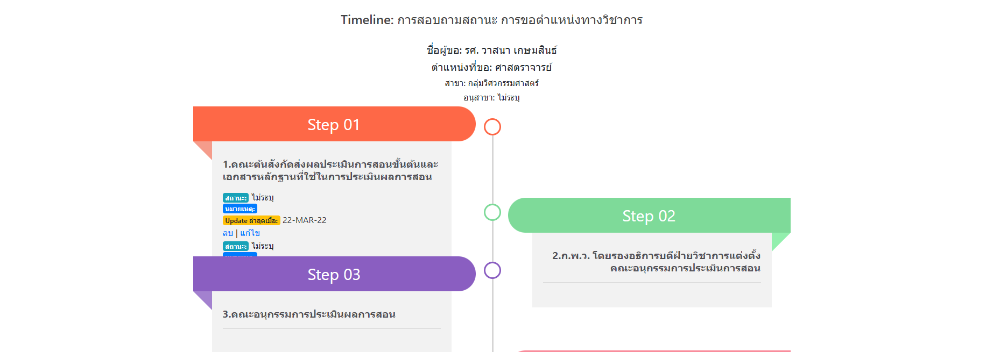 Timeline: การสอบถามสถานะ การขอตำแหน่งทางวิชาการ
ชื่อผู้ขอ: รศ. วาสนา เกษมสินธ์
ตำแหน่งที่ขอ: ศาสตราจารย์
สาขา: กลุ่มวิศวกรรมศาสตร์
อนุสาขา: ไม่ระบุ
Step 01
1.คณะต้นสังกัดส่งผลประเมินการสอนขั้นต้นและ
เอกสารหลักฐานที่ใช้ในการประเมินผลการสอน
สถานะ: ไม่ระบุ
หมายเหตุ:
Update ล่าสุดเมื่อ: 22-MAR-22
ลบ | แก้ไข
สถานะ: ไม่ระบุ
Step 02
2.ก.พ.ว. โดยรองอธิการบดีฝ่ายวิชาการแต่งตั้ง
คณะอนุกรรมการประเมินการสอน
Step 03
3.คณะอนุกรรมการประเมินผลการสอน